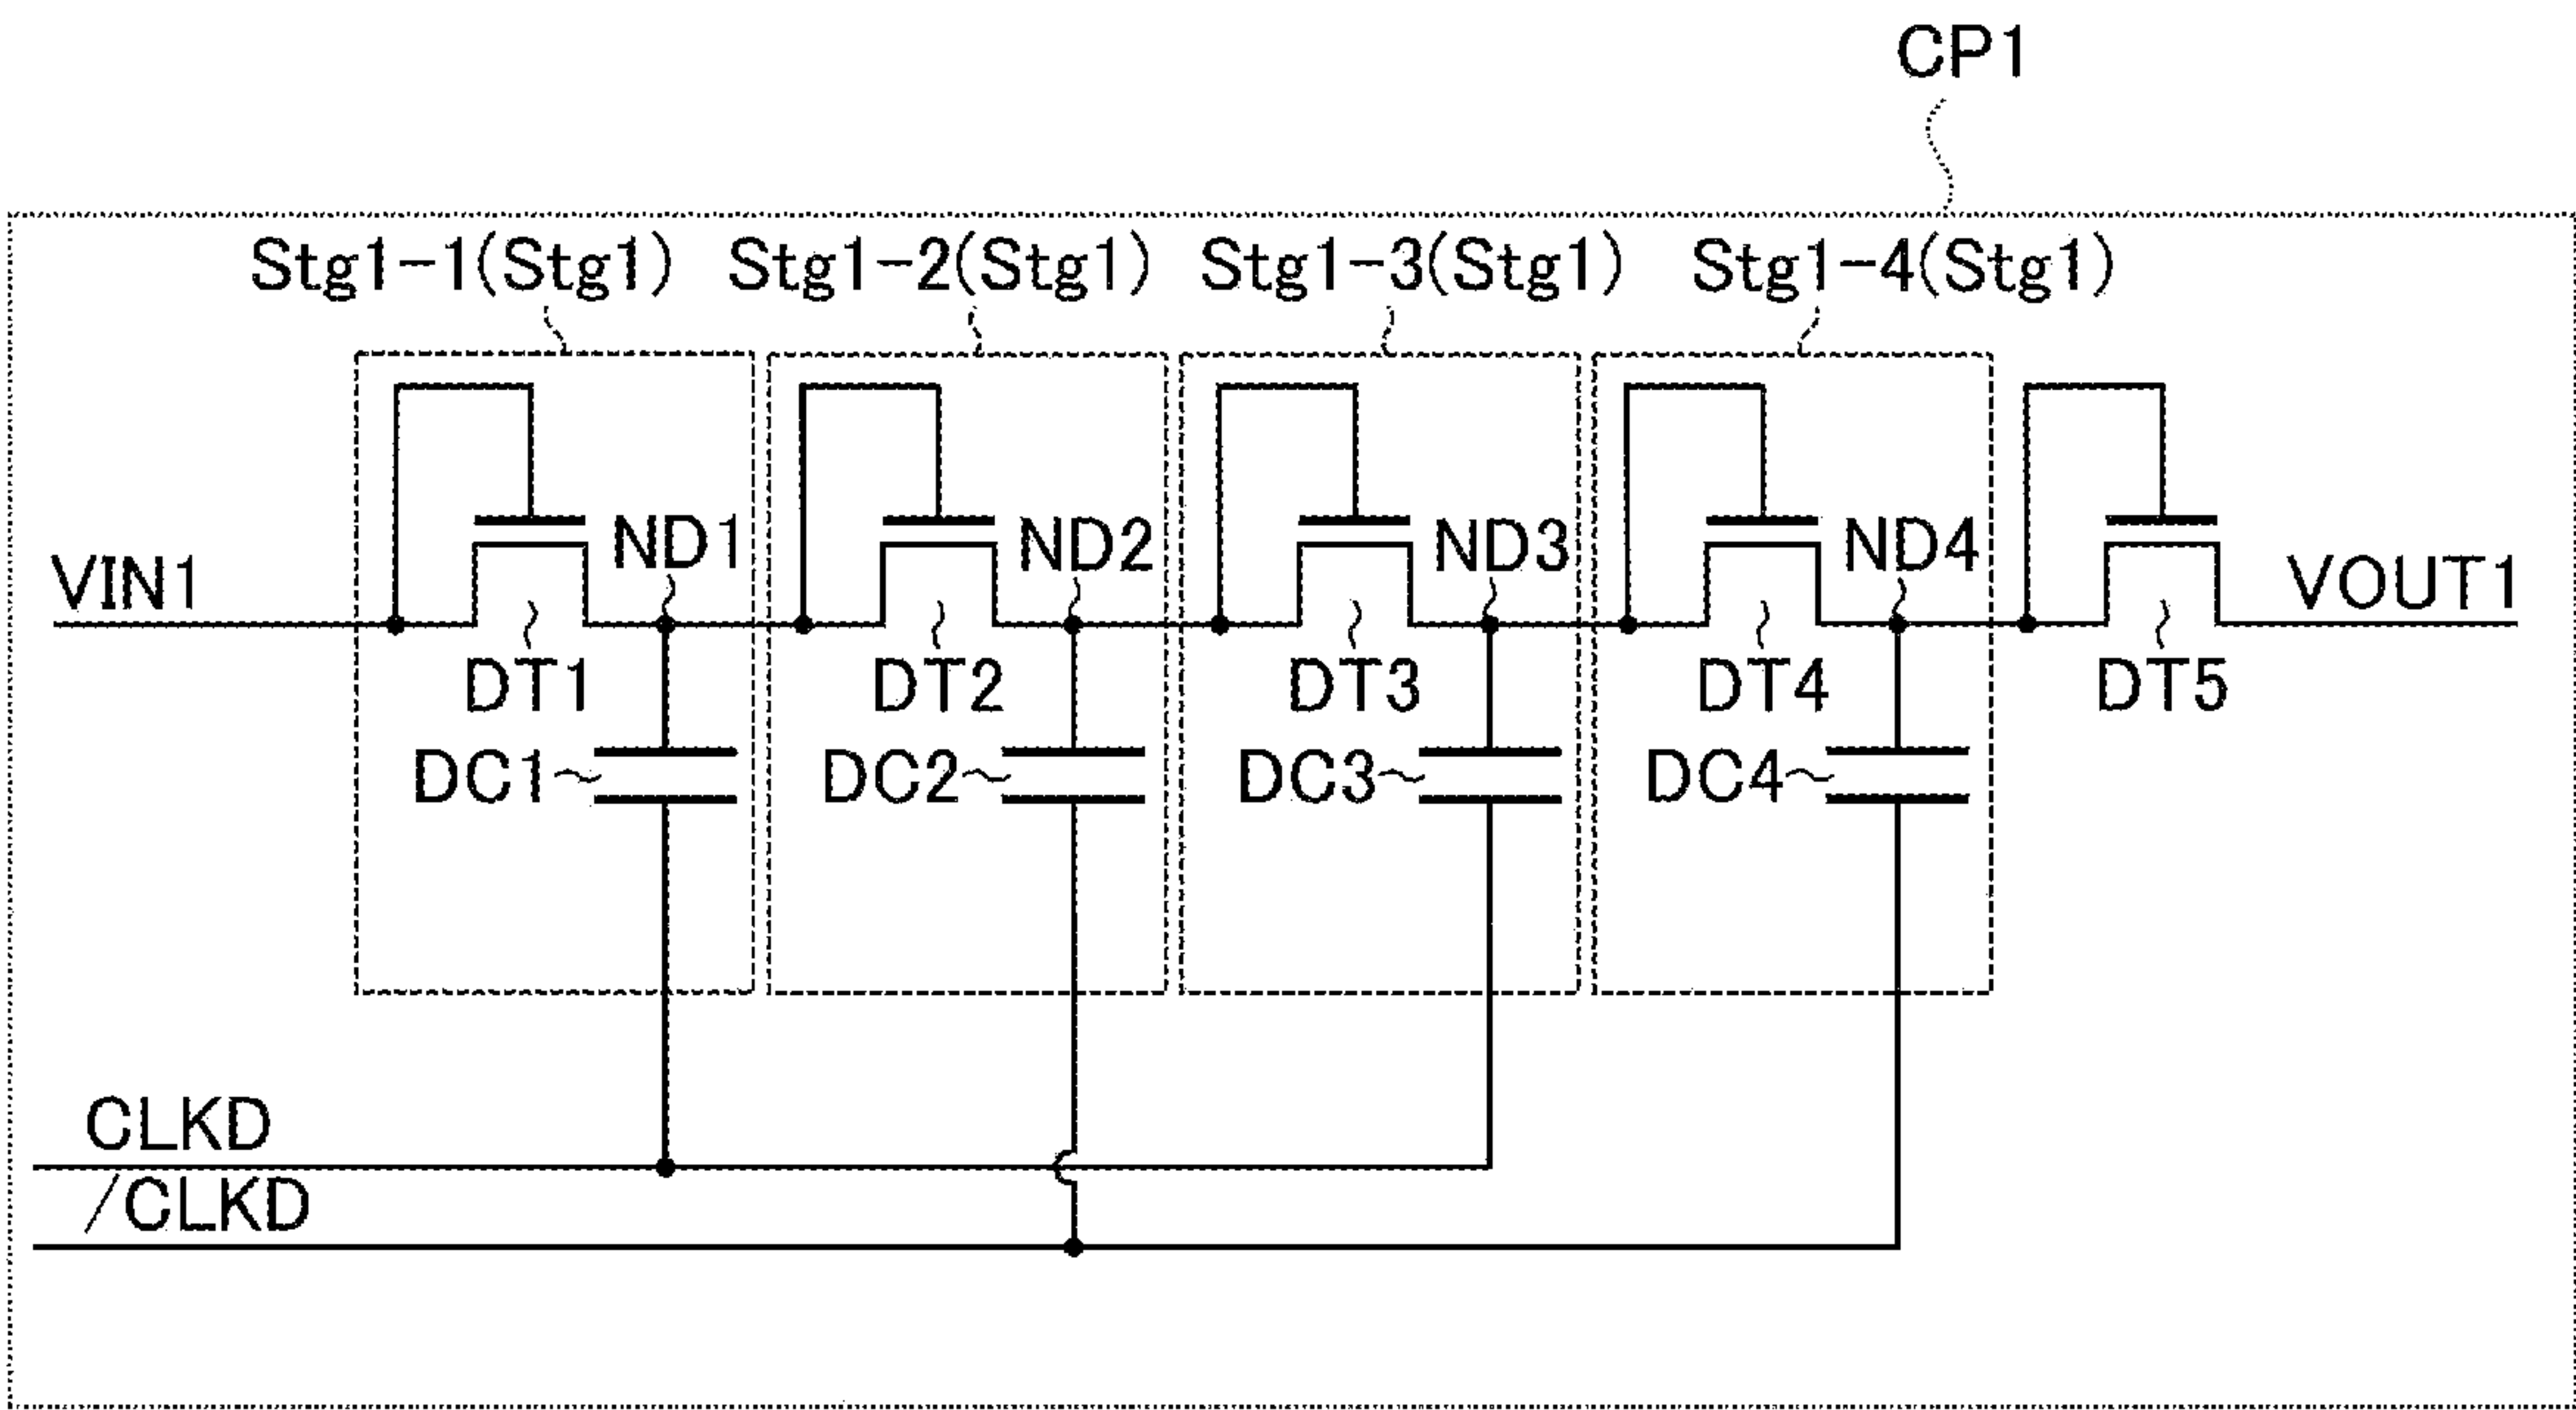 CP1
Stg1-1(Stg1) Stg1-2(Stg1) Stg1-3(Stg1) Stg1-4(Stg1)
VIN1 ND1 ND2 ND3 ND4 VOUT1
DT1 DT2 DT3 DT4 DT5
DC1 DC2 DC3 DC4
CLKD
/CLKD